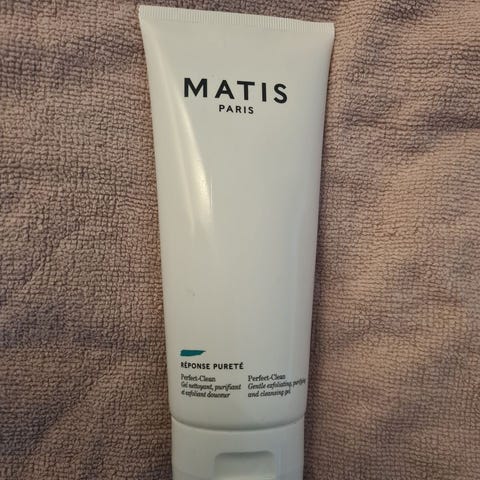 MATIS
PARIS
RÉPONSE PURETÉ
Perfect-Clean
Gel nettoyant, purifiant
et exfoliant douceur
Perfect-Clean
Gentle exfoliating, purifying
and cleansing gel